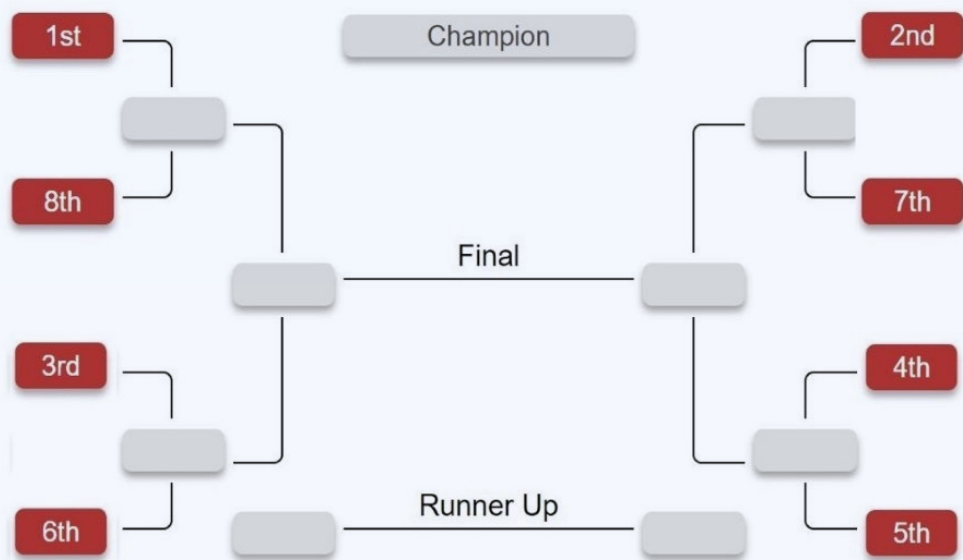 1st
Champion
2nd
8th
7th
Final
3rd
4th
Runner Up
6th
5th